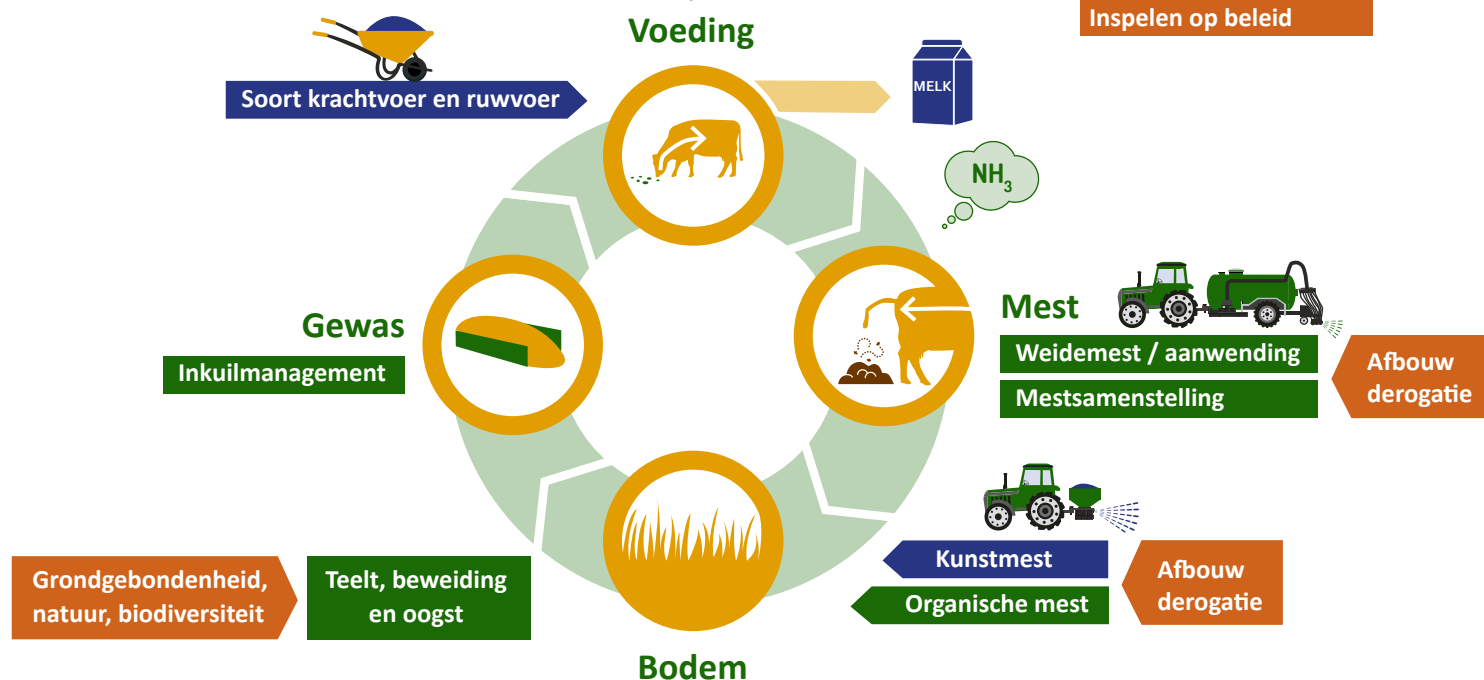 Inspelen op beleid
Voeding
Soort krachtvoer en ruwvoer
MELK
NH₃
Gewas
Inkuilmanagement
Mest
Weidemest / aanwending
Mestsamenstelling
Afbouw
derogatie
Kunstmest
Organische mest
Afbouw
derogatie
Grondgebondenheid,
natuur, biodiversiteit
Teelt, beweiding
en oogst
Bodem